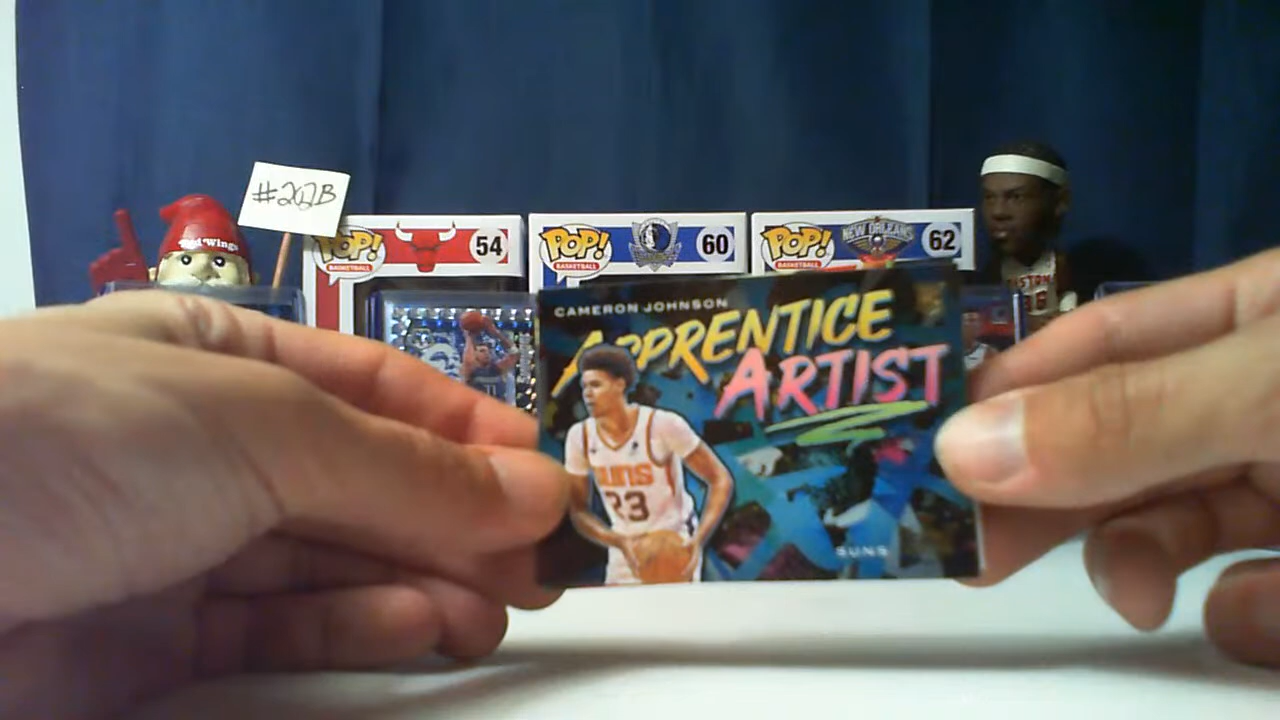 #202B
Red Wings
POP!
BASKETBALL
54
POP!
BASKETBALL
60
POP!
BASKETBALL
NEW ORLEANS
62
CAMERON JOHNSON
APPRENTICE
ARTIST
SUNS
23
SUNS